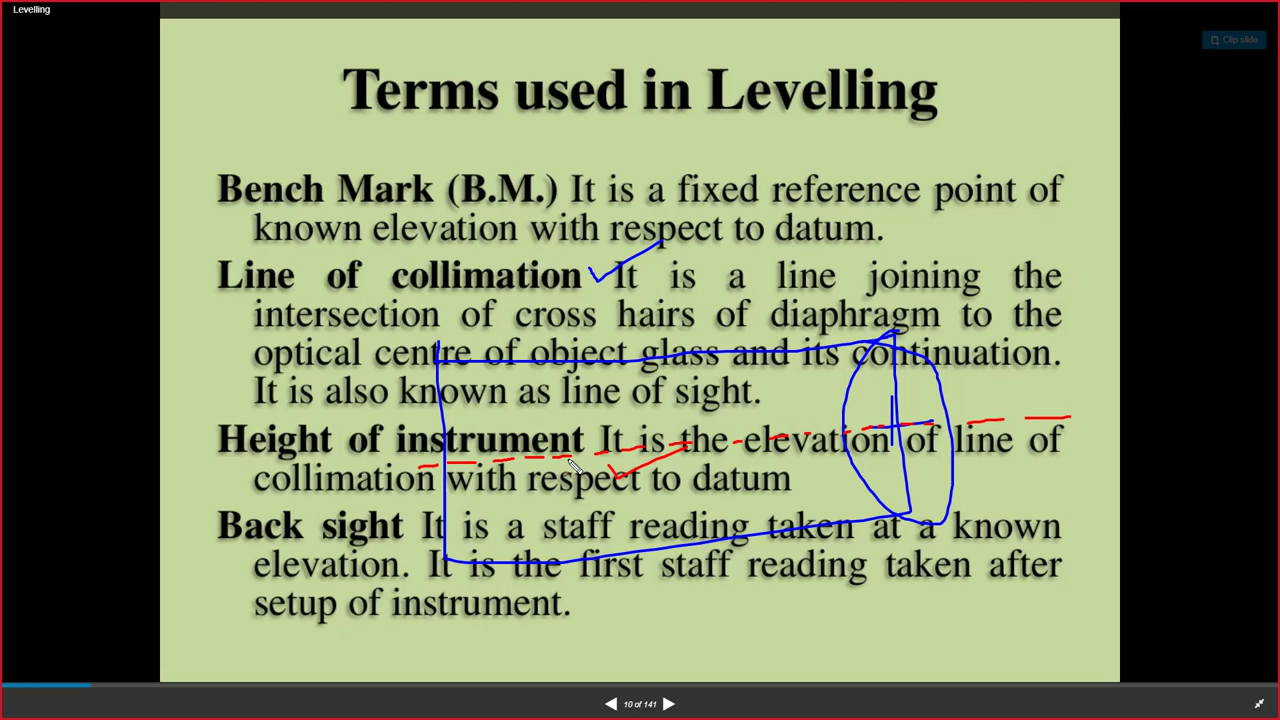 Levelling
Clip slide
Terms used in Levelling
Bench Mark (B.M.) It is a fixed reference point of
known elevation with respect to datum.
Line of collimation It is a line joining the
intersection of cross hairs of diaphragm to the
optical centre of object glass and its continuation.
It is also known as line of sight.
Height of instrument It is the elevation of line of
collimation with respect to datum
Back sight It is a staff reading taken at a known
elevation. It is the first staff reading taken after
setup of instrument.
10 of 141